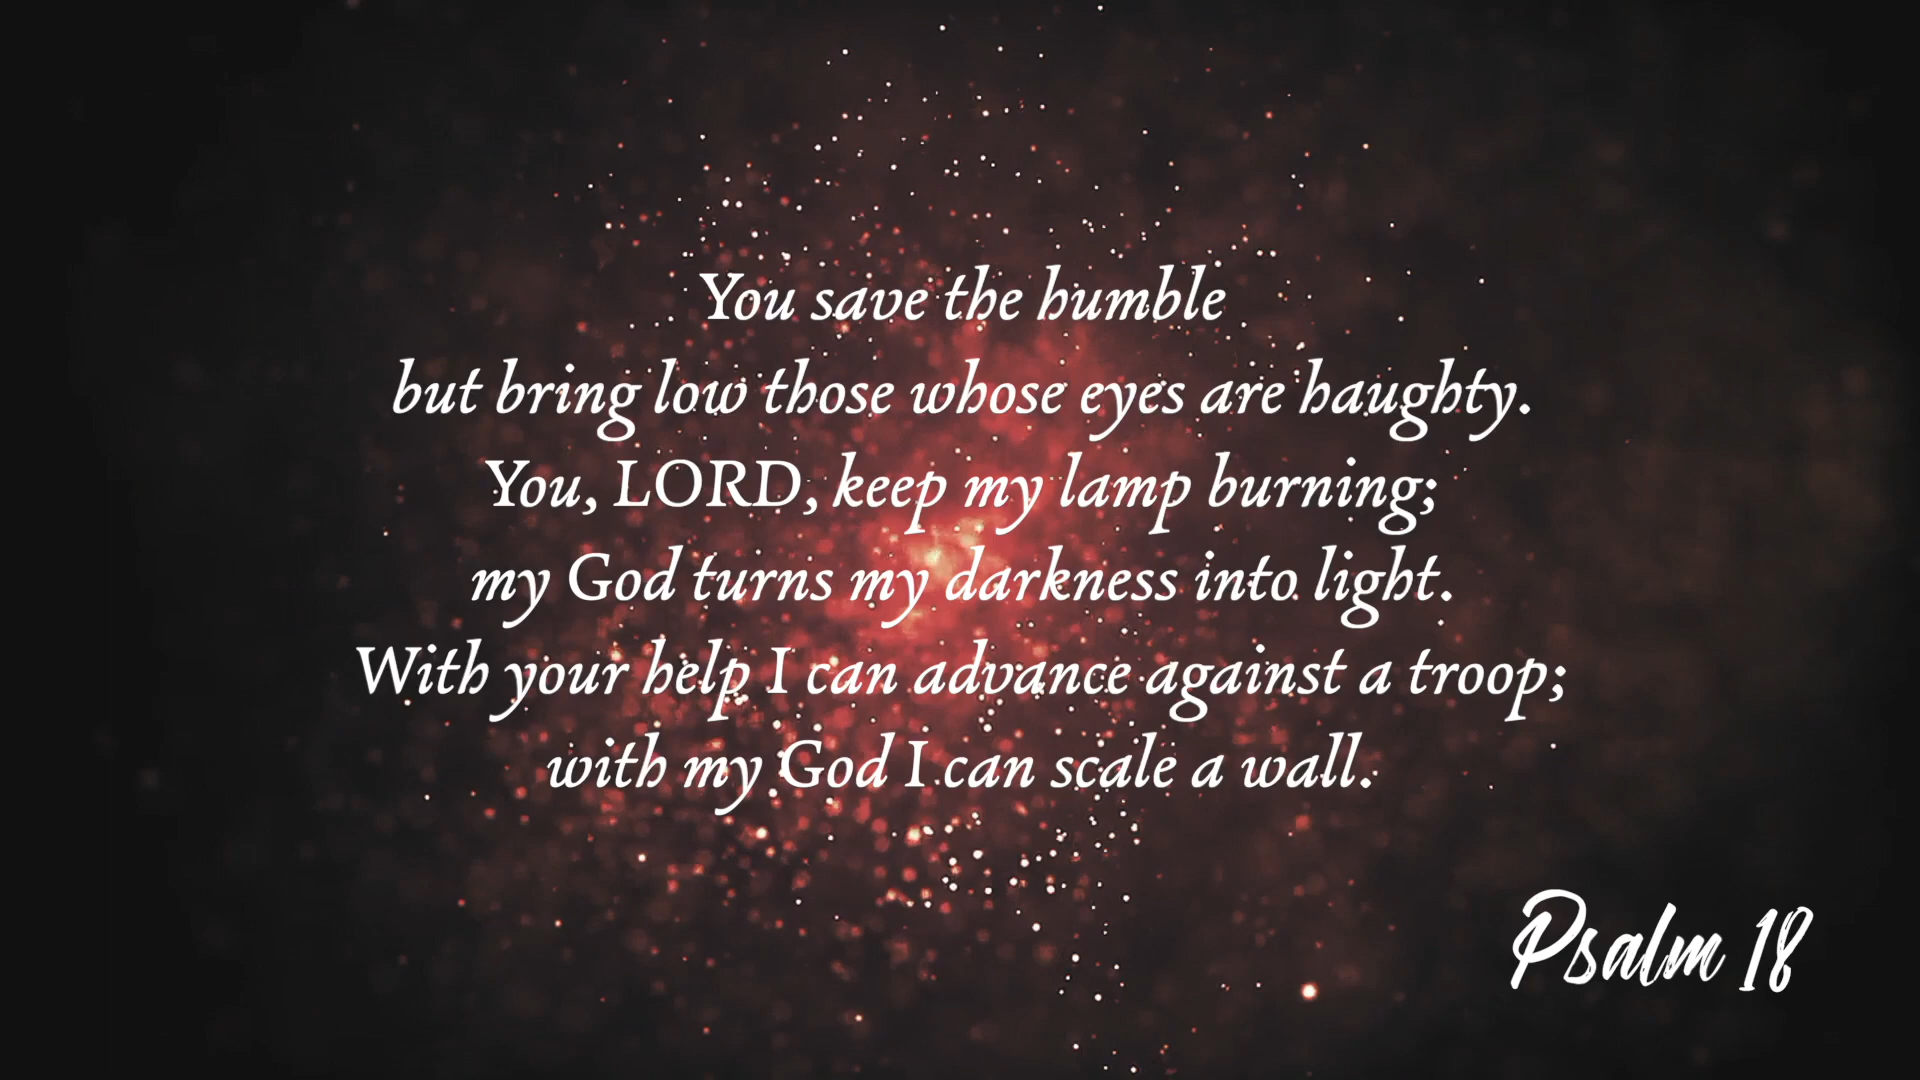 You save the humble
but bring low those whose eyes are haughty.
You, LORD, keep my lamp burning;
my God turns my darkness into light.
With your help I can advance against a troop;
with my God I can scale a wall.
Psalm 18